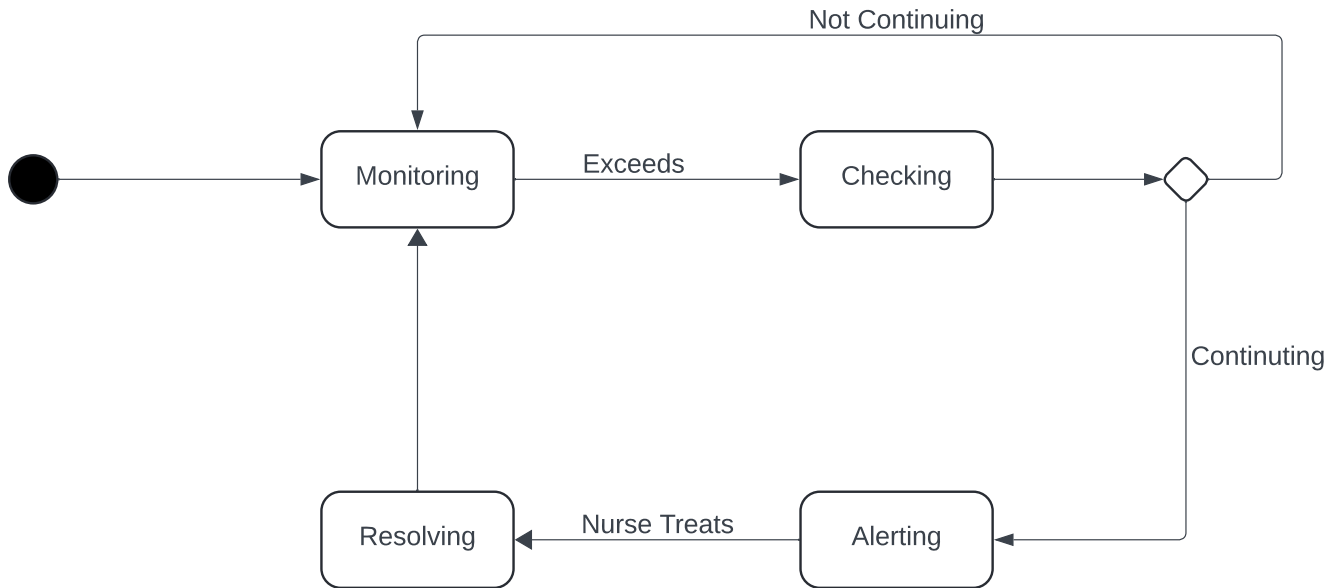 Not Continuing
Monitoring
Exceeds
Checking
Continuting
Resolving
Nurse Treats
Alerting